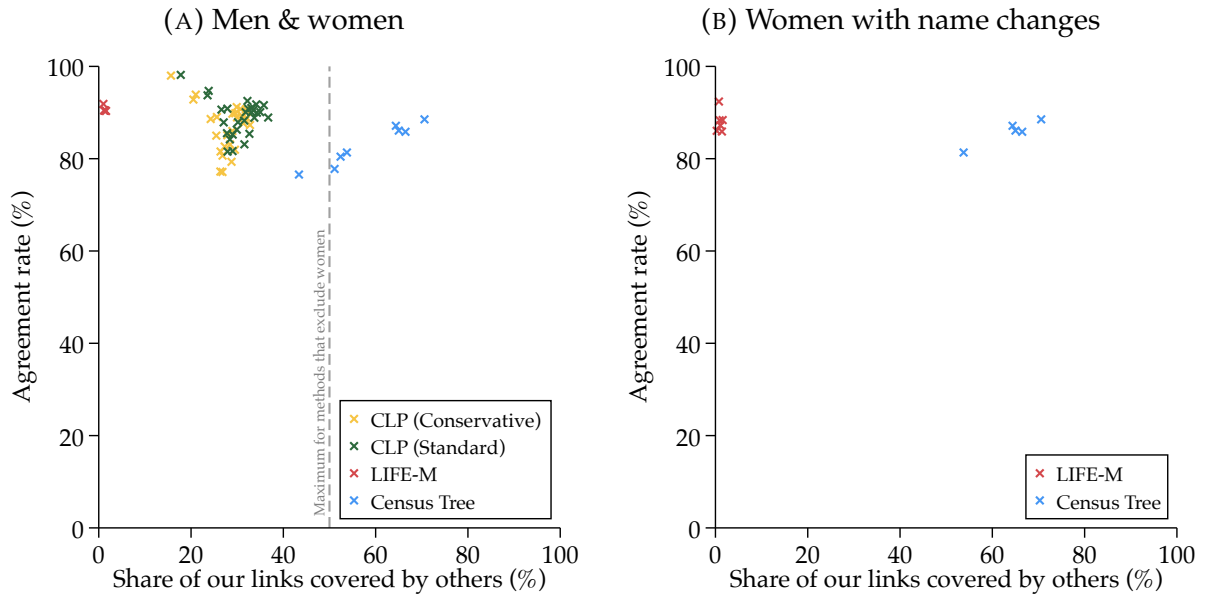 (A) Men & women
100
80
60
40
20
0
Agreement rate (%)
Maximum for methods that exclude women
CLP (Conservative)
CLP (Standard)
LIFE-M
Census Tree
0 20 40 60 80 100
Share of our links covered by others (%)
(B) Women with name changes
100
80
60
40
20
0
Agreement rate (%)
LIFE-M
Census Tree
0 20 40 60 80 100
Share of our links covered by others (%)